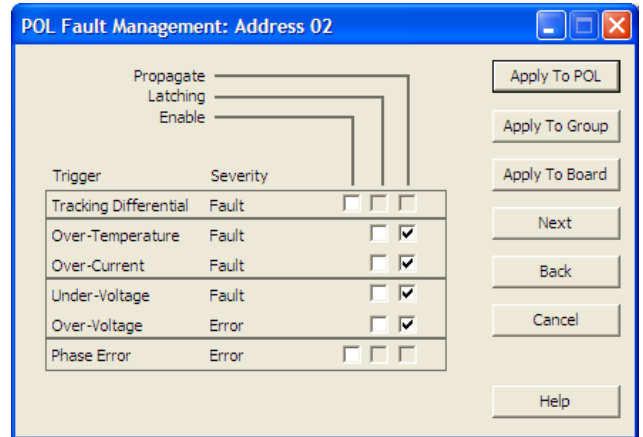 POL Fault Management: Address 02
Propagate
Latching
Enable
Trigger Severity
Tracking Differential Fault
Over-Temperature Fault
Over-Current Fault
Under-Voltage Fault
Over-Voltage Error
Phase Error Error
Apply To POL
Apply To Group
Apply To Board
Next
Back
Cancel
Help